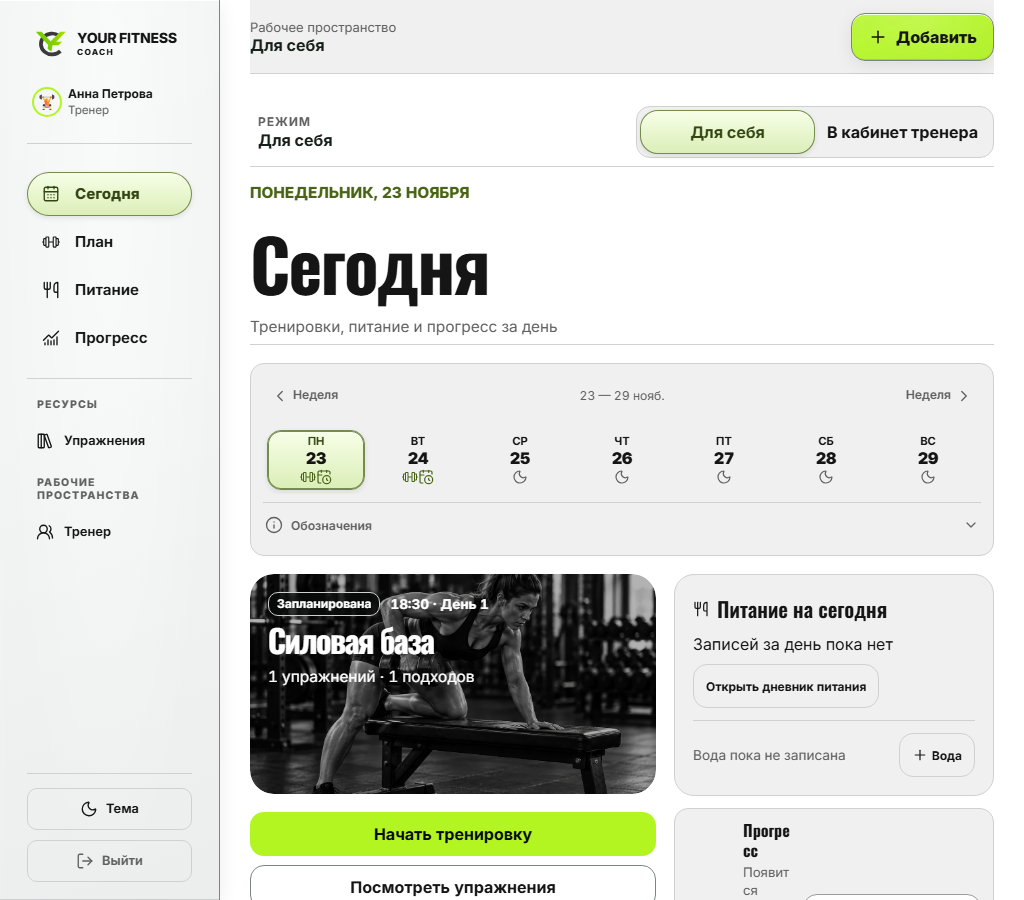 YOUR FITNESS
COACH
Анна Петрова
Тренер
Сегодня
План
Питание
Прогресс
РЕСУРСЫ
Упражнения
РАБОЧИЕ
ПРОСТРАНСТВА
Тренер
Тема
Выйти
Рабочее пространство
Для себя
+ Добавить
РЕЖИМ
Для себя
Для себя
В кабинет тренера
ПОНЕДЕЛЬНИК, 23 НОЯБРЯ
Сегодня
Тренировки, питание и прогресс за день
Неделя
23 — 29 нояб.
Неделя
ПН ВТ СР ЧТ ПТ СБ ВС
23 24 25 26 27 28 29
Обозначения
Запланирована 18:30 · День 1
Силовая база
1 упражнений · 1 подходов
Начать тренировку
Посмотреть упражнения
Питание на сегодня
Записей за день пока нет
Открыть дневник питания
Вода пока не записана
+ Вода
Прогре
сс
Появит
ся